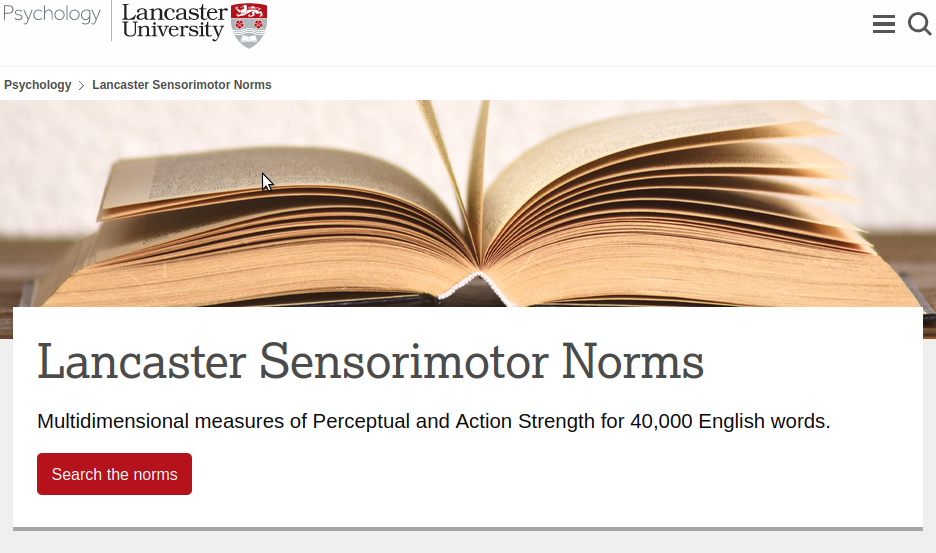 Psychology
Lancaster
University
Psychology > Lancaster Sensorimotor Norms
Lancaster Sensorimotor Norms
Multidimensional measures of Perceptual and Action Strength for 40,000 English words.
Search the norms